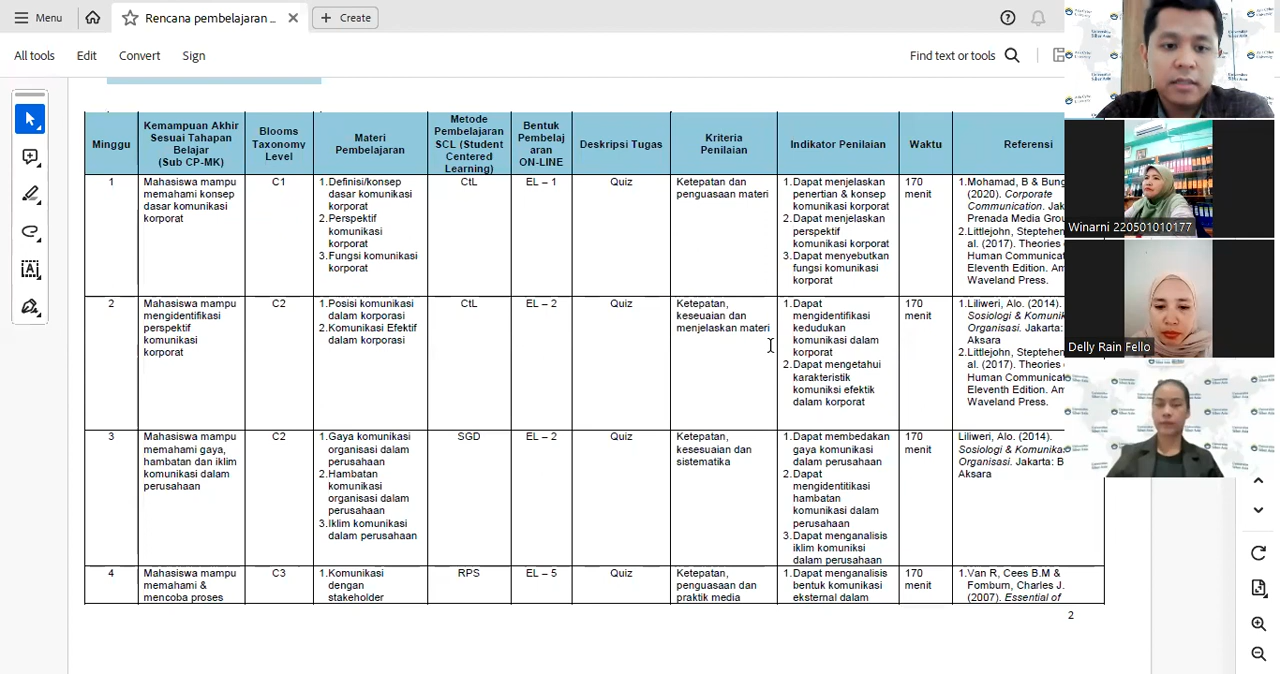 Menu
Rencana pembelajaran ...
Create
All tools
Edit
Convert
Sign
Find text or tools
Minggu
Kemampuan Akhir
Sesuai Tahapan
Belajar
(Sub CP-MK)
Blooms
Taxonomy
Level
Materi
Pembelajaran
Metode
Pembelajaran
SCL (Student
Centered
Learning)
Bentuk
Pembelaj
aran
ON-LINE
Deskripsi Tugas
Kriteria
Penilaian
Indikator Penilaian
Waktu
Referensi
1
Mahasiswa mampu
memahami konsep
dasar komunikasi
korporat
C1
1.Definisi/konsep
dasar komunikasi
korporat
2.Perspektif
komunikasi
korporat
3.Fungsi komunikasi
korporat
CtL
EL – 1
Quiz
Ketepatan dan
penguasaan materi
1.Dapat menjelaskan
penertian & konsep
komunikasi korporat
2.Dapat menjelaskan
perspektif
komunikasi korporat
3.Dapat menyebutkan
fungsi komunikasi
korporat
170
menit
1.Mohamad, B & Bung
(2020). Corporate
Communication. Jak
Prenada Media Grou
2.Littlejohn, Steptehen
al. (2017). Theories
Human Communicat
Eleventh Edition. Am
Waveland Press.
2
Mahasiswa mampu
mengidentifikasi
perspektif
komunikasi
korporat
C2
1.Posisi komunikasi
dalam korporasi
2.Komunikasi Efektif
dalam korporasi
CtL
EL – 2
Quiz
Ketepatan,
keseuaian dan
menjelaskan materi
1.Dapat
mengidentifikasi
kedudukan
komunikasi dalam
korporat
2.Dapat mengetahui
karakteristik
komuniksi efektik
dalam korporat
170
menit
1.Liliweri, Alo. (2014).
Sosiologi & Komunik
Organisasi. Jakarta:
Aksara
2.Littlejohn, Steptehen
al. (2017). Theories
Human Communicat
Eleventh Edition. Am
Waveland Press.
3
Mahasiswa mampu
memahami gaya,
hambatan dan iklim
komunikasi dalam
perusahaan
C2
1.Gaya komunikasi
organisasi dalam
perusahaan
2.Hambatan
komunikasi
organisasi dalam
perusahaan
3.Iklim komunikasi
dalam perusahaan
SGD
EL – 2
Quiz
Ketepatan,
kesesuaian dan
sistematika
1.Dapat membedakan
gaya komunikasi
dalam perusahaan
2.Dapat
mengidentitikasi
hambatan
komunikasi dalam
perusahaan
3.Dapat menganalisis
iklim komuniksi
dalam perusahaan
170
menit
Liliweri, Alo. (2014).
Sosiologi & Komunikas
Organisasi. Jakarta: B
Aksara
4
Mahasiswa mampu
memahami &
mencoba proses
C3
1.Komunikasi
dengan
stakeholder
RPS
EL – 5
Quiz
Ketepatan,
penguasaan dan
praktik media
1.Dapat menganalisis
bentuk komunikasi
eksternal dalam
170
menit
1.Van R, Cees B.M &
Fombum, Charles J.
(2007). Essential of
2
Winarni 220501010177
Delly Rain Fello